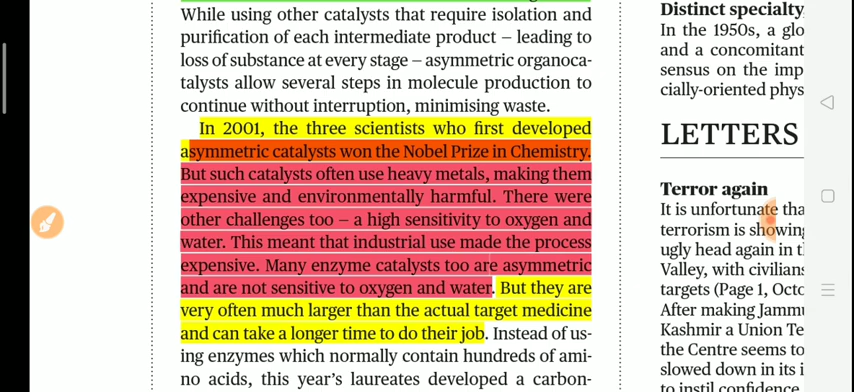 While using other catalysts that require isolation and
purification of each intermediate product – leading to
loss of substance at every stage – asymmetric organoca-
talysts allow several steps in molecule production to
continue without interruption, minimising waste.
In 2001, the three scientists who first developed
asymmetric catalysts won the Nobel Prize in Chemistry.
But such catalysts often use heavy metals, making them
expensive and environmentally harmful. There were
other challenges too – a high sensitivity to oxygen and
water. This meant that industrial use made the process
expensive. Many enzyme catalysts too are asymmetric
and are not sensitive to oxygen and water. But they are
very often much larger than the actual target medicine
and can take a longer time to do their job. Instead of us-
ing enzymes which normally contain hundreds of ami-
no acids, this year's laureates developed a carbon-
Distinct specialty,
In the 1950s, a glo
and a concomitant
sensus on the imp
cially-oriented phys
LETTERS
Terror again
It is unfortunate tha
terrorism is showing
ugly head again in t
Valley, with civilians
targets (Page 1, Octo
After making Jammu
Kashmir a Union Te
the Centre seems to
slowed down in its i
to instil confidence